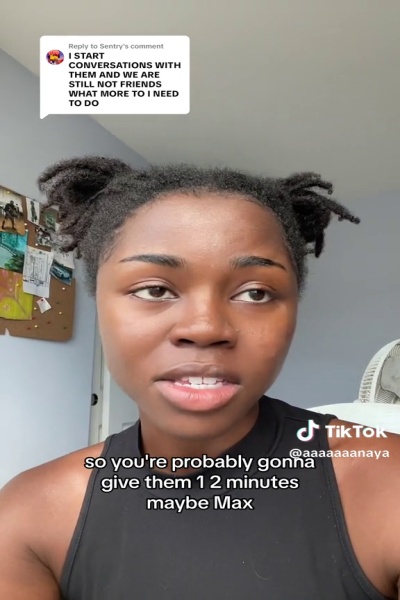 Reply to Sentry's comment
I START
CONVERSATIONS WITH
THEM AND WE ARE
STILL NOT FRIENDS
WHAT MORE TO I NEED
TO DO
TikTok
@aaaaaaanaya
so you're probably gonna
give them 1 2 minutes
maybe Max